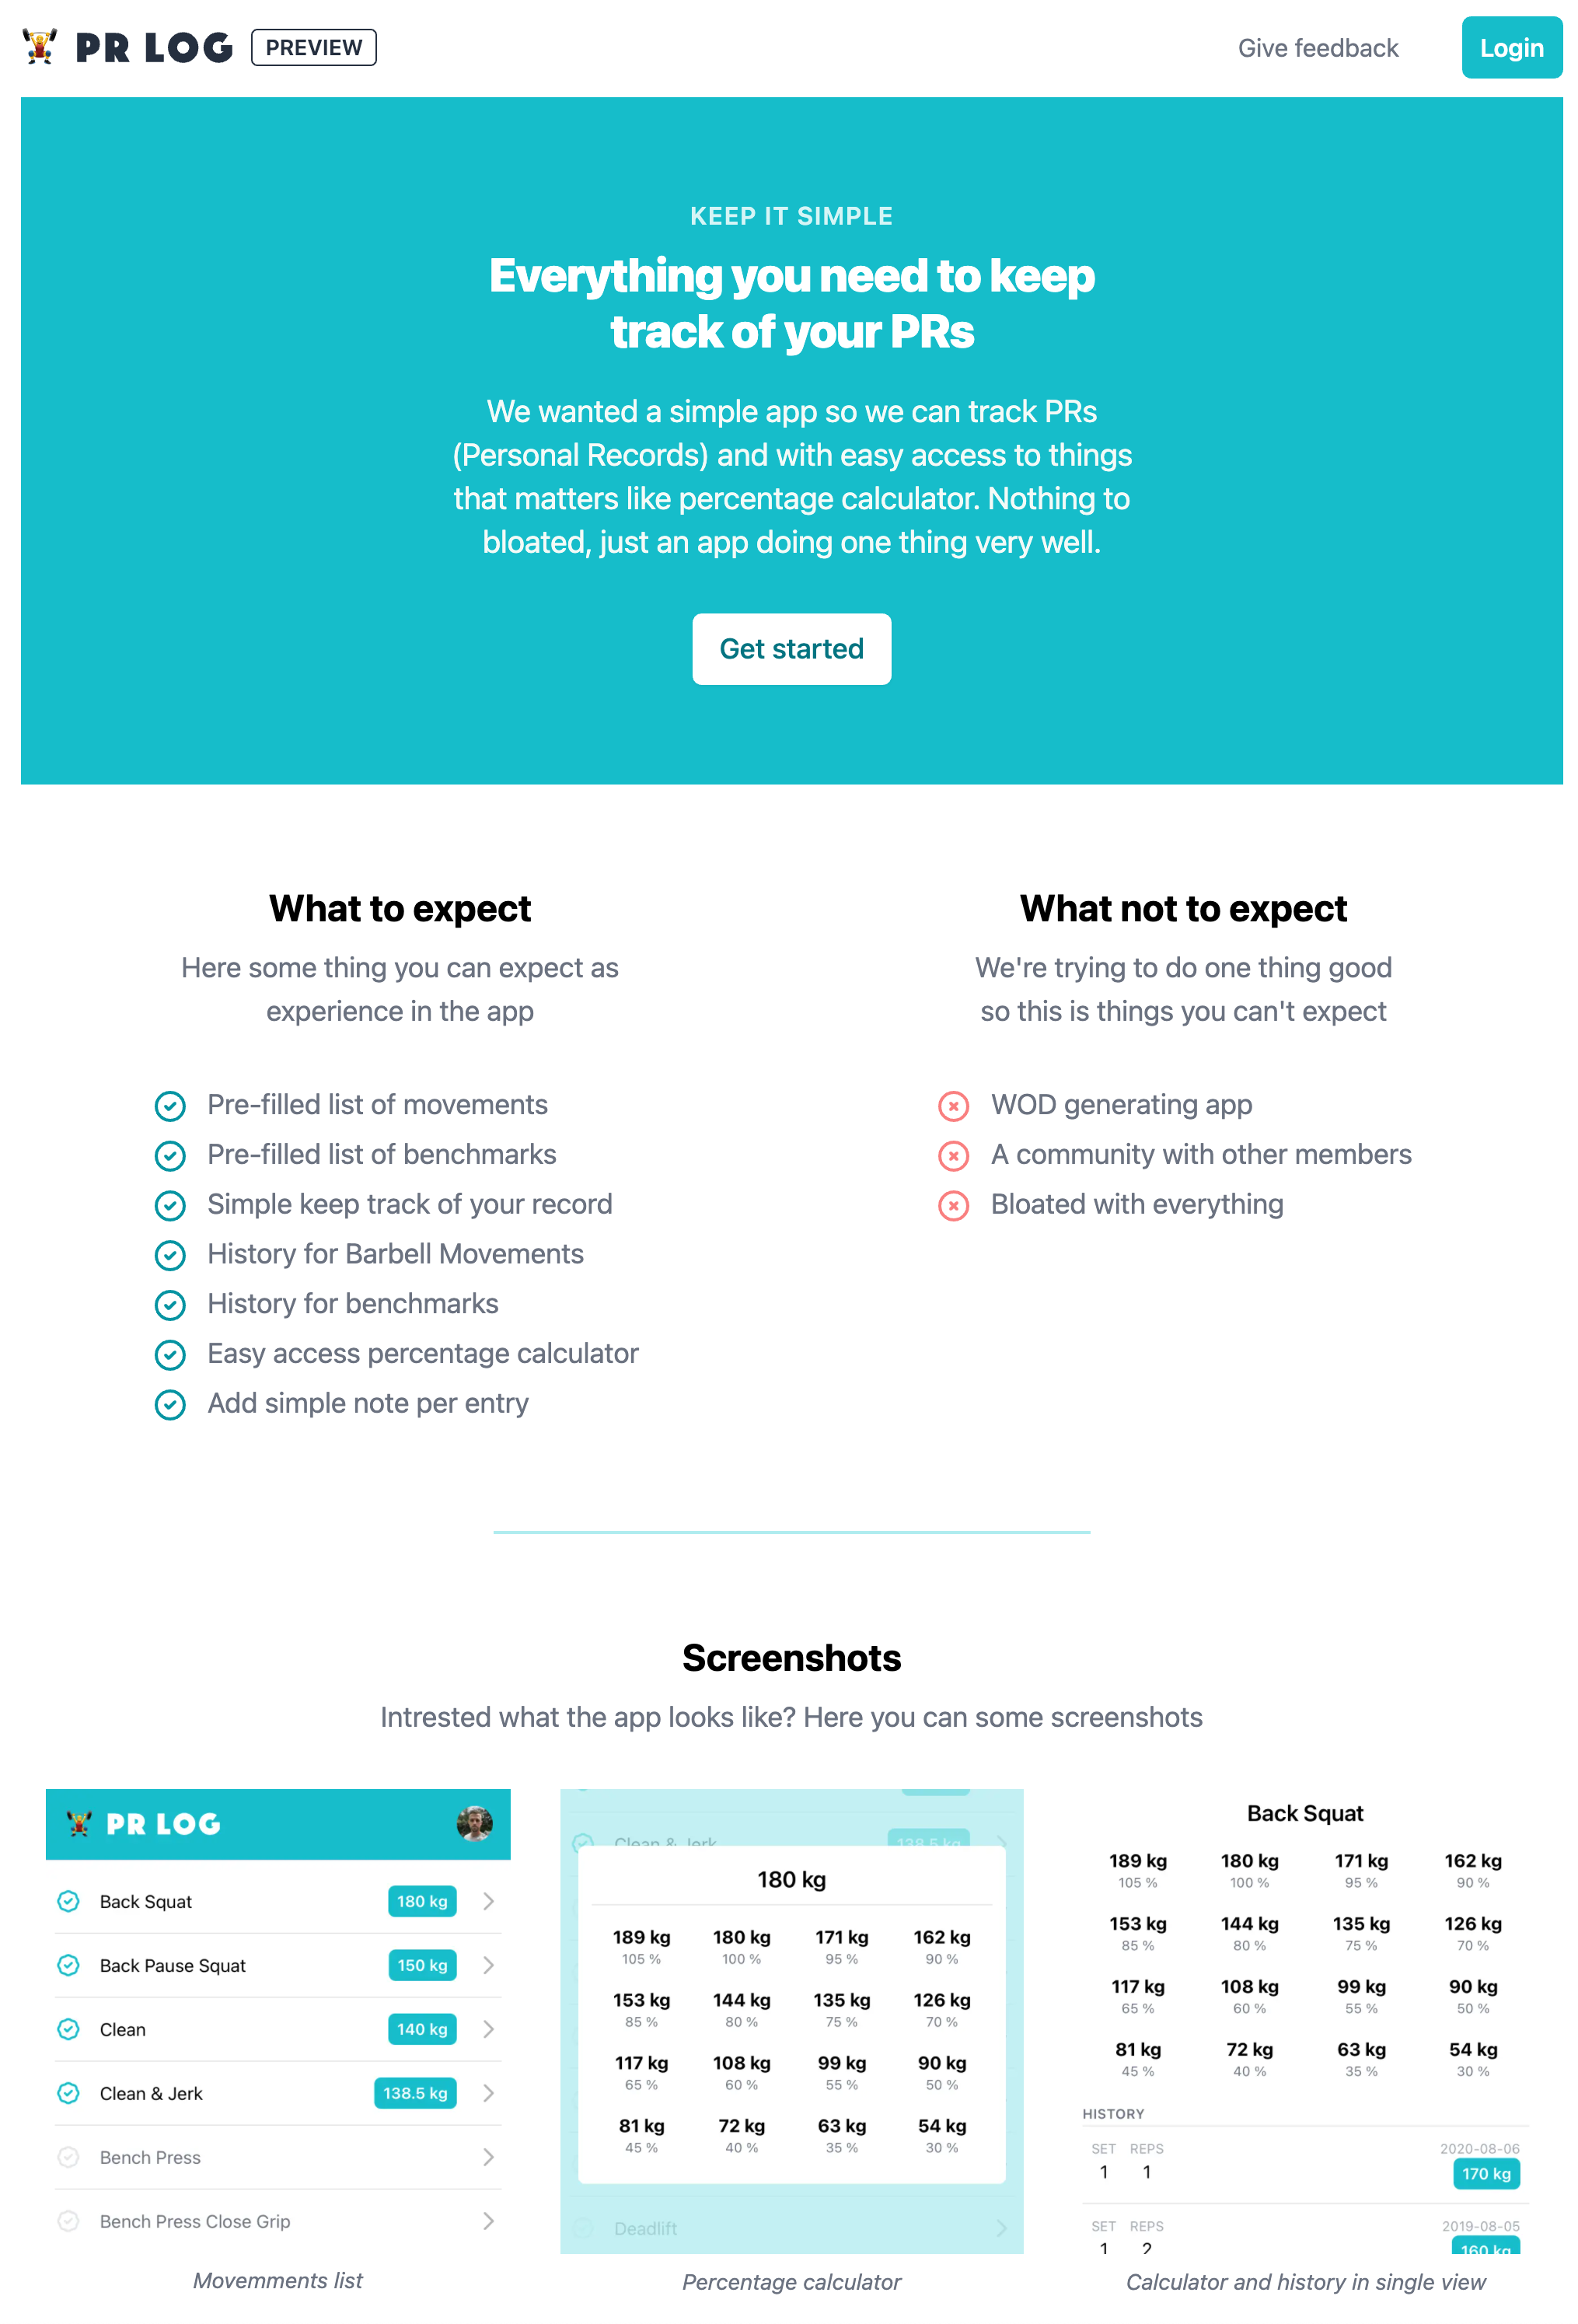 PR LOG PREVIEW Give feedback Login
KEEP IT SIMPLE
Everything you need to keep
track of your PRs
We wanted a simple app so we can track PRs
(Personal Records) and with easy access to things
that matters like percentage calculator. Nothing to
bloated, just an app doing one thing very well.
Get started
What to expect
Here some thing you can expect as
experience in the app
Pre-filled list of movements
Pre-filled list of benchmarks
Simple keep track of your record
History for Barbell Movements
History for benchmarks
Easy access percentage calculator
Add simple note per entry
What not to expect
We're trying to do one thing good
so this is things you can't expect
WOD generating app
A community with other members
Bloated with everything
Screenshots
Intrested what the app looks like? Here you can some screenshots
PR LOG
Back Squat 180 kg
Back Pause Squat 150 kg
Clean 140 kg
Clean & Jerk 138.5 kg
Bench Press
Bench Press Close Grip
Movemments list
Clean & Jerk 138.5 kg
180 kg
189 kg 180 kg 171 kg 162 kg
105 % 100 % 95 % 90 %
153 kg 144 kg 135 kg 126 kg
85 % 80 % 75 % 70 %
117 kg 108 kg 99 kg 90 kg
65 % 60 % 55 % 50 %
81 kg 72 kg 63 kg 54 kg
45 % 40 % 35 % 30 %
Deadlift
Percentage calculator
Back Squat
189 kg 180 kg 171 kg 162 kg
105 % 100 % 95 % 90 %
153 kg 144 kg 135 kg 126 kg
85 % 80 % 75 % 70 %
117 kg 108 kg 99 kg 90 kg
65 % 60 % 55 % 50 %
81 kg 72 kg 63 kg 54 kg
45 % 40 % 35 % 30 %
HISTORY
SET REPS 2020-08-06
1 1 170 kg
SET REPS 2019-08-05
1 2 160 kg
Calculator and history in single view